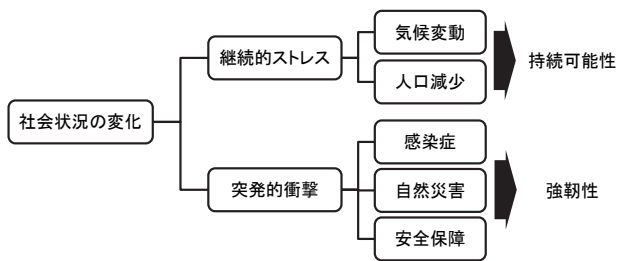 社会状況の変化
継続的ストレス
気候変動
人口減少
持続可能性
突発的衝撃
感染症
自然災害
安全保障
強靭性